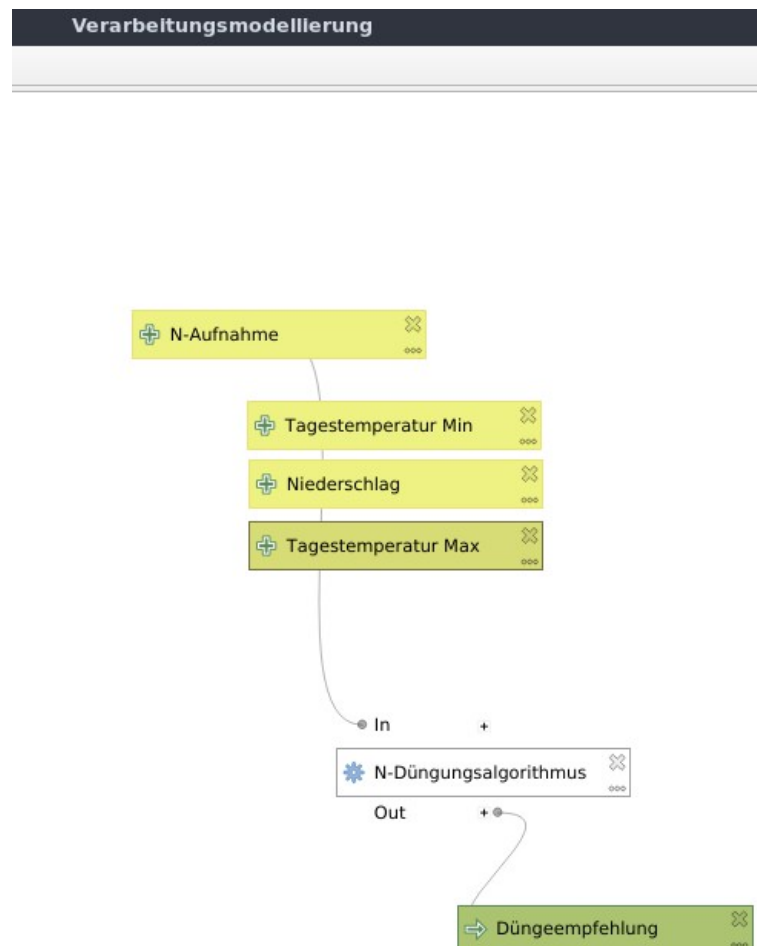 Verarbeitungsmodellierung
N-Aufnahme
Tagestemperatur Min
Niederschlag
Tagestemperatur Max
In +
N-Düngungsalgorithmus
Out +
Düngeempfehlung